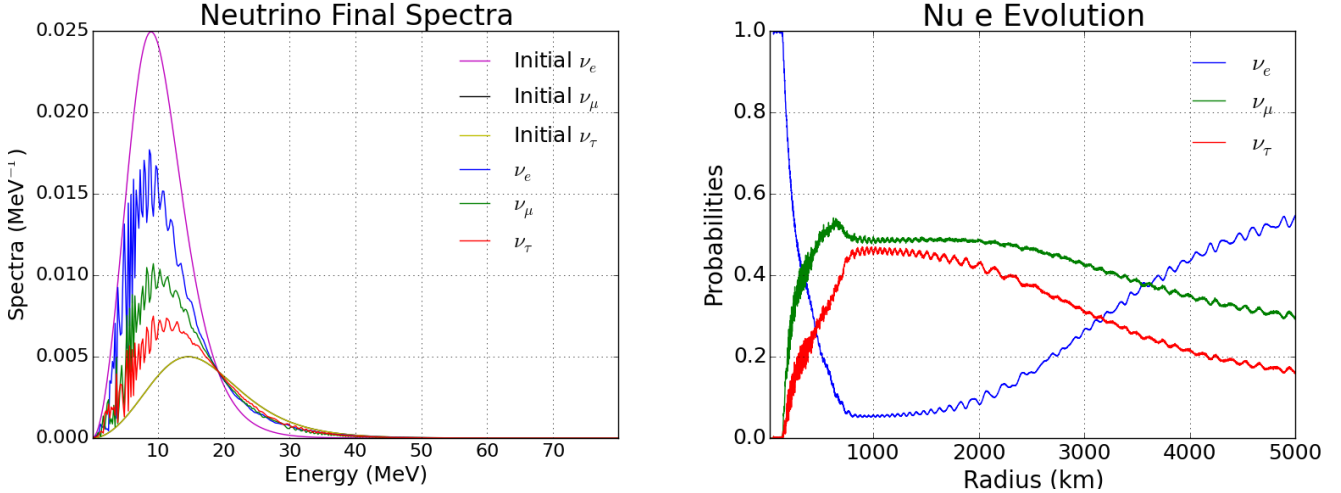 Neutrino Final Spectra
0.025
0.020
0.015
0.010
0.005
0.000
Spectra (MeV⁻¹)
10 20 30 40 50 60 70
Energy (MeV)
Initial ν_e
Initial ν_μ
Initial ν_τ
ν_e
ν_μ
ν_τ
Nu e Evolution
1.0
0.8
0.6
0.4
0.2
0.0
Probabilities
1000 2000 3000 4000 5000
Radius (km)
ν_e
ν_μ
ν_τ